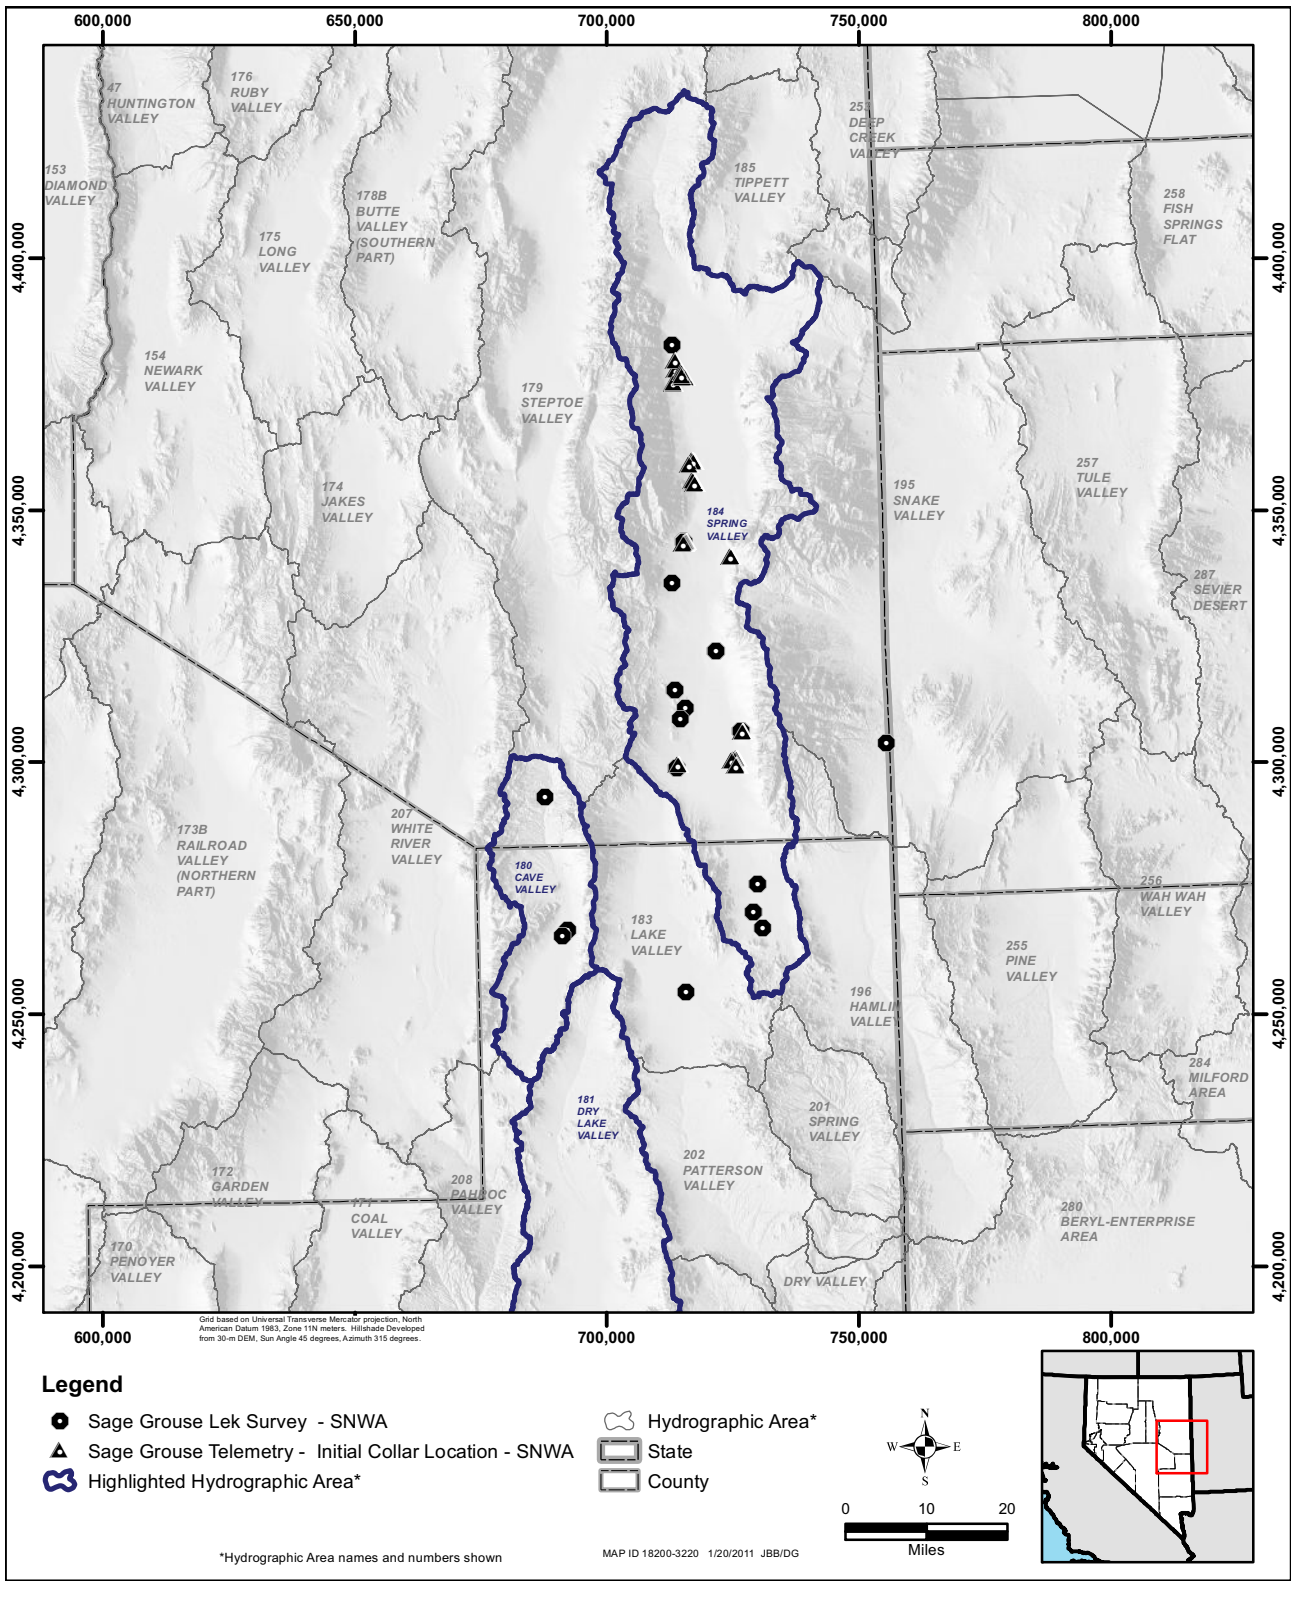 600,000
650,000
700,000
750,000
800,000
47
HUNTINGTON
VALLEY
176
RUBY
VALLEY
153
DIAMOND
VALLEY
178B
BUTTE
VALLEY
(SOUTHERN
PART)
175
LONG
VALLEY
185
TIPPETT
VALLEY
253
DEEP
CREEK
VALLEY
258
FISH
SPRINGS
FLAT
4,400,000
4,400,000
154
NEWARK
VALLEY
179
STEPTOE
VALLEY
174
JAKES
VALLEY
184
SPRING
VALLEY
195
SNAKE
VALLEY
257
TULE
VALLEY
4,350,000
4,350,000
287
SEVIER
DESERT
4,300,000
4,300,000
173B
RAILROAD
VALLEY
(NORTHERN
PART)
207
WHITE
RIVER
VALLEY
180
CAVE
VALLEY
183
LAKE
VALLEY
256
WAH WAH
VALLEY
255
PINE
VALLEY
196
HAMLIN
VALLEY
4,250,000
4,250,000
284
MILFORD
AREA
181
DRY
LAKE
VALLEY
201
SPRING
VALLEY
202
PATTERSON
VALLEY
172
GARDEN
VALLEY
171
COAL
VALLEY
208
PAHROC
VALLEY
280
BERYL-ENTERPRISE
AREA
170
PENOYER
VALLEY
DRY VALLEY
4,200,000
4,200,000
600,000
Grid based on Universal Transverse Mercator projection, North
American Datum 1983, Zone 11N meters. Hillshade Developed
from 30-m DEM, Sun Angle 45 degrees, Azimuth 315 degrees.
700,000
750,000
800,000
Legend
Sage Grouse Lek Survey - SNWA
Sage Grouse Telemetry - Initial Collar Location - SNWA
Highlighted Hydrographic Area*
Hydrographic Area*
State
County
N
W
E
S
0
10
20
Miles
*Hydrographic Area names and numbers shown
MAP ID 18200-3220 1/20/2011 JBB/DG